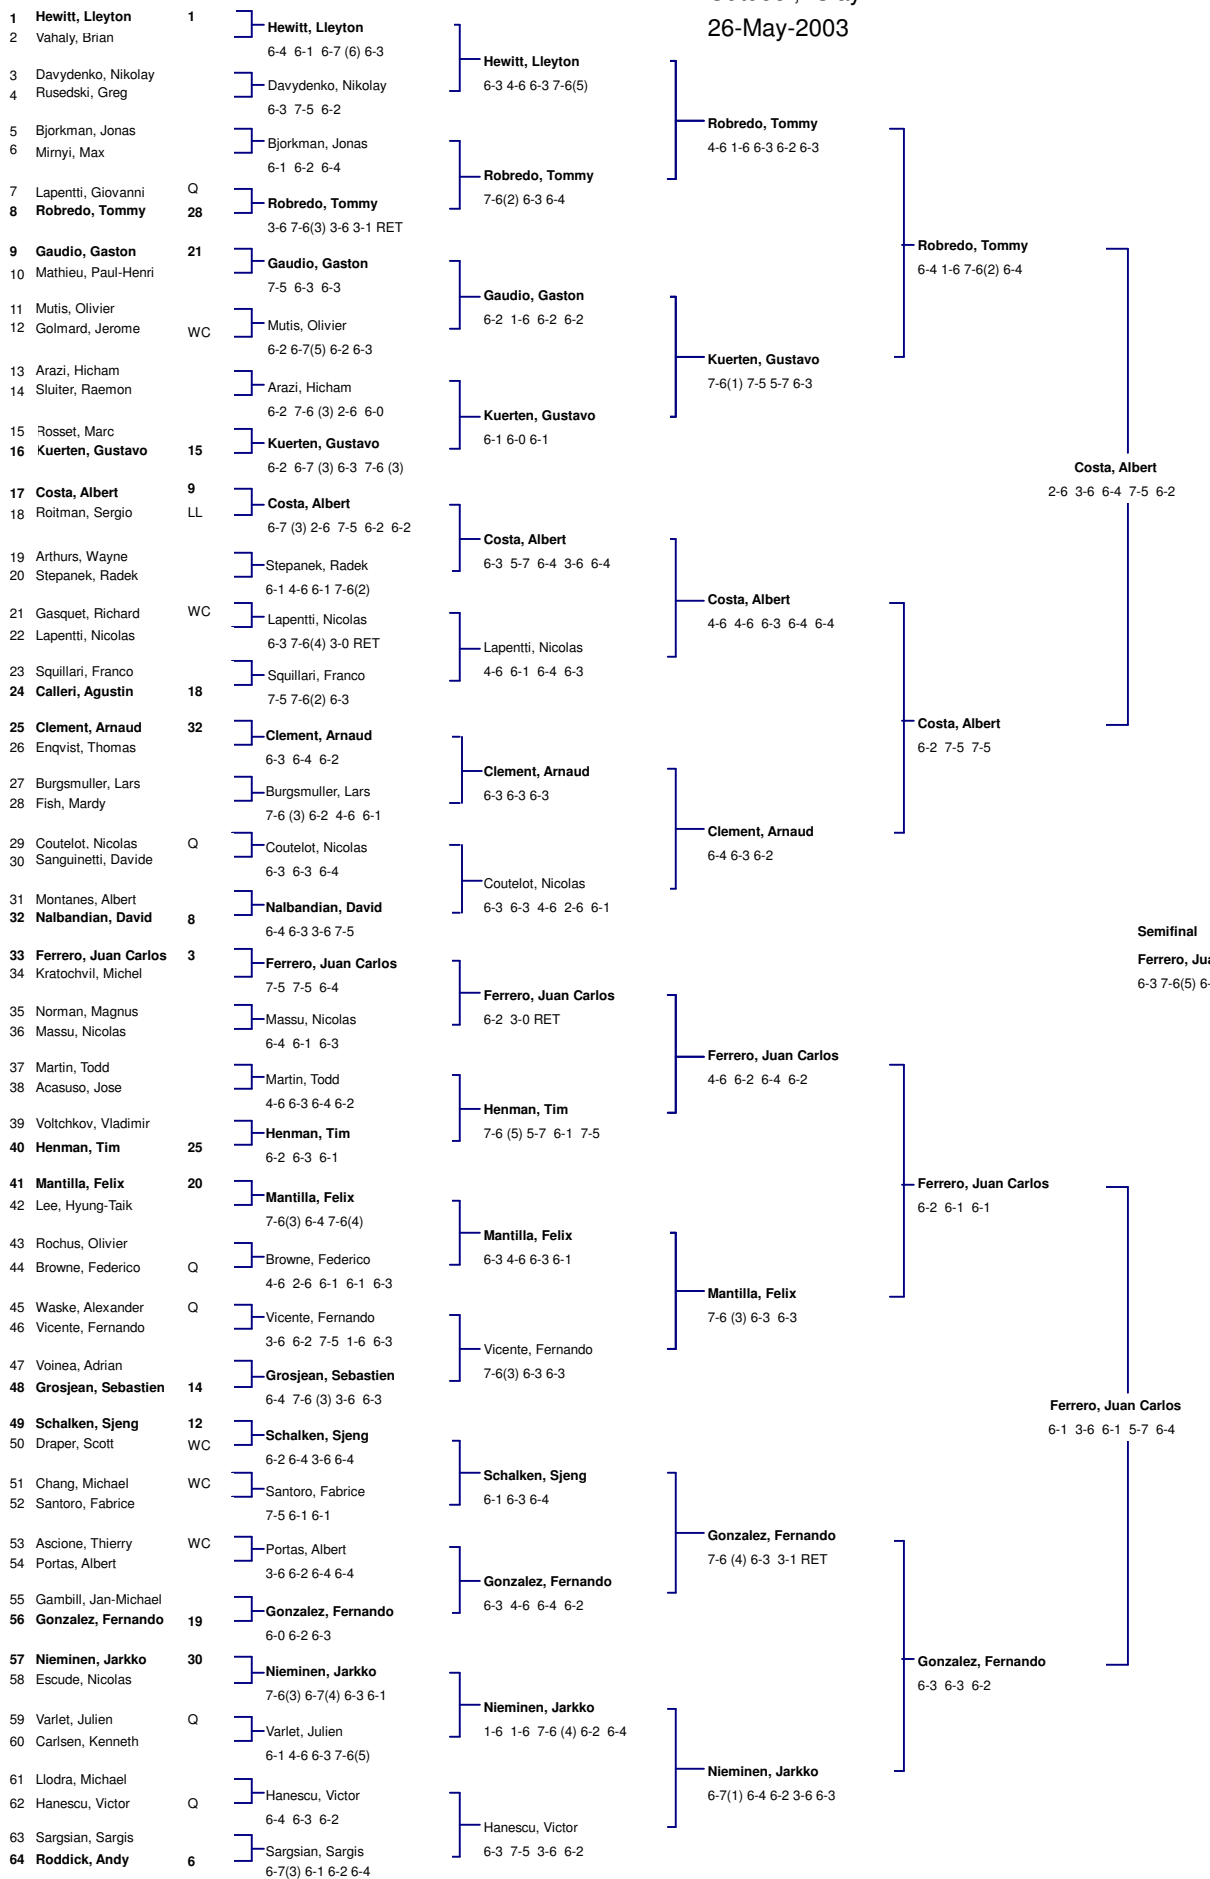 26-May-2003
1 Hewitt, Lleyton 1
2 Vahaly, Brian
Hewitt, Lleyton
6-4 6-1 6-7 (6) 6-3
Hewitt, Lleyton
6-3 4-6 6-3 7-6(5)
3 Davydenko, Nikolay
4 Rusedski, Greg
Davydenko, Nikolay
6-3 7-5 6-2
Robredo, Tommy
4-6 1-6 6-3 6-2 6-3
5 Bjorkman, Jonas
6 Mirnyi, Max
Bjorkman, Jonas
6-1 6-2 6-4
Robredo, Tommy
7-6(2) 6-3 6-4
7 Lapentti, Giovanni Q
8 Robredo, Tommy 28
Robredo, Tommy
3-6 7-6(3) 3-6 3-1 RET
Robredo, Tommy
6-4 1-6 7-6(2) 6-4
9 Gaudio, Gaston 21
10 Mathieu, Paul-Henri
Gaudio, Gaston
7-5 6-3 6-3
Gaudio, Gaston
6-2 1-6 6-2 6-2
11 Mutis, Olivier
12 Golmard, Jerome WC
Mutis, Olivier
6-2 6-7(5) 6-2 6-3
Kuerten, Gustavo
7-6(1) 7-5 5-7 6-3
13 Arazi, Hicham
14 Sluiter, Raemon
Arazi, Hicham
6-2 7-6 (3) 2-6 6-0
Kuerten, Gustavo
6-1 6-0 6-1
15 Rosset, Marc
16 Kuerten, Gustavo 15
Kuerten, Gustavo
6-2 6-7 (3) 6-3 7-6 (3)
Costa, Albert
2-6 3-6 6-4 7-5 6-2
17 Costa, Albert 9
18 Roitman, Sergio LL
Costa, Albert
6-7 (3) 2-6 7-5 6-2 6-2
Costa, Albert
6-3 5-7 6-4 3-6 6-4
19 Arthurs, Wayne
20 Stepanek, Radek
Stepanek, Radek
6-1 4-6 6-1 7-6(2)
Costa, Albert
4-6 4-6 6-3 6-4 6-4
21 Gasquet, Richard WC
22 Lapentti, Nicolas
Lapentti, Nicolas
6-3 7-6(4) 3-0 RET
Lapentti, Nicolas
4-6 6-1 6-4 6-3
23 Squillari, Franco
24 Calleri, Agustin 18
Squillari, Franco
7-5 7-6(2) 6-3
Costa, Albert
6-2 7-5 7-5
25 Clement, Arnaud 32
26 Enqvist, Thomas
Clement, Arnaud
6-3 6-4 6-2
Clement, Arnaud
6-3 6-3 6-3
27 Burgsmuller, Lars
28 Fish, Mardy
Burgsmuller, Lars
7-6 (3) 6-2 4-6 6-1
Clement, Arnaud
6-4 6-3 6-2
29 Coutelot, Nicolas Q
30 Sanguinetti, Davide
Coutelot, Nicolas
6-3 6-3 6-4
Coutelot, Nicolas
6-3 6-3 4-6 2-6 6-1
31 Montanes, Albert
32 Nalbandian, David 8
Nalbandian, David
6-4 6-3 3-6 7-5
Semifinal
Ferrero,
6-3 7-6(5)
33 Ferrero, Juan Carlos 3
34 Kratochvil, Michel
Ferrero, Juan Carlos
7-5 7-5 6-4
Ferrero, Juan Carlos
6-2 3-0 RET
35 Norman, Magnus
36 Massu, Nicolas
Massu, Nicolas
6-4 6-1 6-3
Ferrero, Juan Carlos
4-6 6-2 6-4 6-2
37 Martin, Todd
38 Acasuso, Jose
Martin, Todd
4-6 6-3 6-4 6-2
Henman, Tim
7-6 (5) 5-7 6-1 7-5
39 Voltchkov, Vladimir
40 Henman, Tim 25
Henman, Tim
6-2 6-3 6-1
Ferrero, Juan Carlos
6-2 6-1 6-1
41 Mantilla, Felix 20
42 Lee, Hyung-Taik
Mantilla, Felix
7-6(3) 6-4 7-6(4)
Mantilla, Felix
6-3 4-6 6-3 6-1
43 Rochus, Olivier
44 Browne, Federico Q
Browne, Federico
4-6 2-6 6-1 6-1 6-3
Mantilla, Felix
7-6 (3) 6-3 6-3
45 Waske, Alexander Q
46 Vicente, Fernando
Vicente, Fernando
3-6 6-2 7-5 1-6 6-3
Vicente, Fernando
7-6(3) 6-3 6-3
47 Voinea, Adrian
48 Grosjean, Sebastien 14
Grosjean, Sebastien
6-4 7-6 (3) 3-6 6-3
Ferrero, Juan Carlos
6-1 3-6 6-1 5-7 6-4
49 Schalken, Sjeng 12
50 Draper, Scott WC
Schalken, Sjeng
6-2 6-4 3-6 6-4
Schalken, Sjeng
6-1 6-3 6-4
51 Chang, Michael WC
52 Santoro, Fabrice
Santoro, Fabrice
7-5 6-1 6-1
Gonzalez, Fernando
7-6 (4) 6-3 3-1 RET
53 Ascione, Thierry WC
54 Portas, Albert
Portas, Albert
3-6 6-2 6-4 6-4
Gonzalez, Fernando
6-3 4-6 6-4 6-2
55 Gambill, Jan-Michael
56 Gonzalez, Fernando 19
Gonzalez, Fernando
6-0 6-2 6-3
Gonzalez, Fernando
6-3 6-3 6-2
57 Nieminen, Jarkko 30
58 Escude, Nicolas
Nieminen, Jarkko
7-6(3) 6-7(4) 6-3 6-1
Nieminen, Jarkko
1-6 1-6 7-6 (4) 6-2 6-4
59 Varlet, Julien Q
60 Carlsen, Kenneth
Varlet, Julien
6-1 4-6 6-3 7-6(5)
Nieminen, Jarkko
6-7(1) 6-4 6-2 3-6 6-3
61 Llodra, Michael
62 Hanescu, Victor Q
Hanescu, Victor
6-4 6-3 6-2
Hanescu, Victor
6-3 7-5 3-6 6-2
63 Sargsian, Sargis
64 Roddick, Andy 6
Sargsian, Sargis
6-7(3) 6-1 6-2 6-4